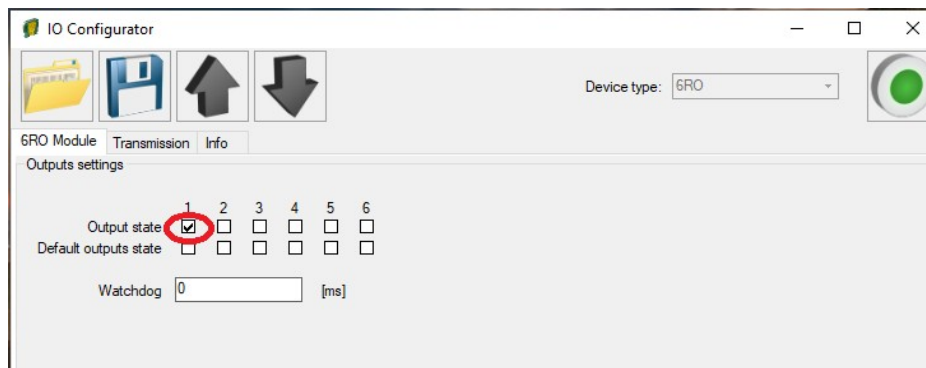 IO Configurator
Device type: 6RO
6RO Module Transmission Info
Outputs settings
1 2 3 4 5 6
Output state
Default outputs state
Watchdog 0 [ms]